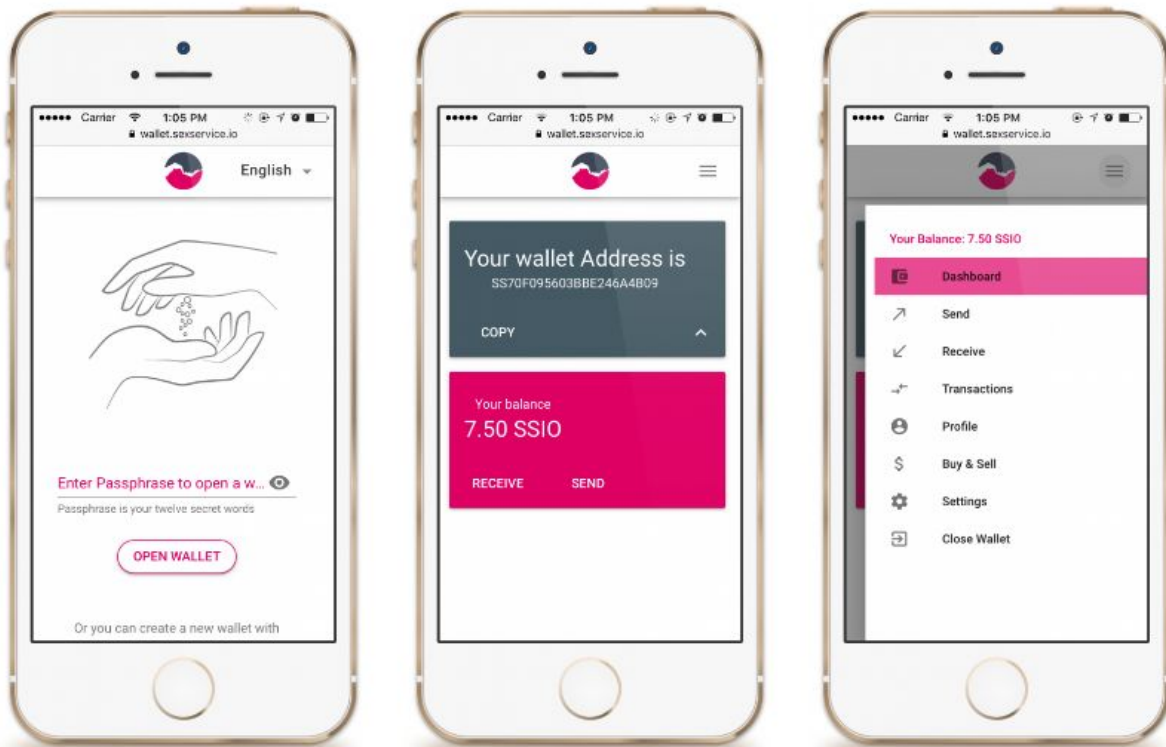 Carrier 1:05 PM
wallet.sexservice.io
English
Enter Passphrase to open a w...
Passphrase is your twelve secret words
OPEN WALLET
Or you can create a new wallet with
Carrier 1:05 PM
wallet.sexservice.io
Your wallet Address is
SS70F095603BBE246A4B09
COPY
Your balance
7.50 SSIO
RECEIVE SEND
Carrier 1:05 PM
wallet.sexservice.io
Your Balance: 7.50 SSIO
Dashboard
Send
Receive
Transactions
Profile
Buy & Sell
Settings
Close Wallet